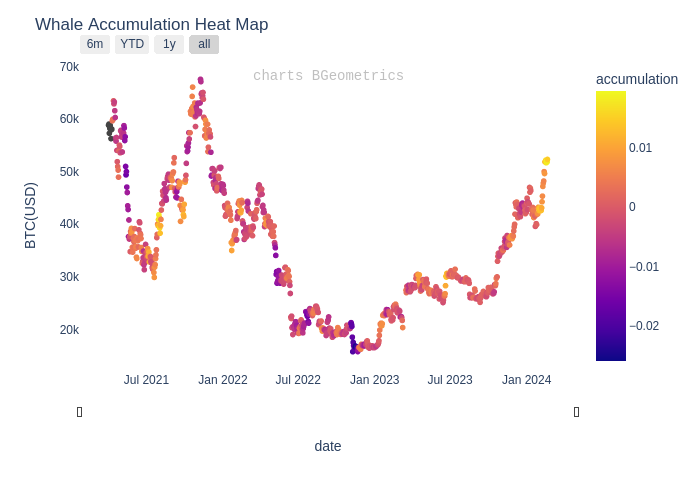 Whale Accumulation Heat Map
6m YTD 1y all
charts BGeometrics
accumulation
70k
60k
50k
40k
30k
20k
BTC(USD)
0.01
0
−0.01
−0.02
Jul 2021 Jan 2022 Jul 2022 Jan 2023 Jul 2023 Jan 2024
date